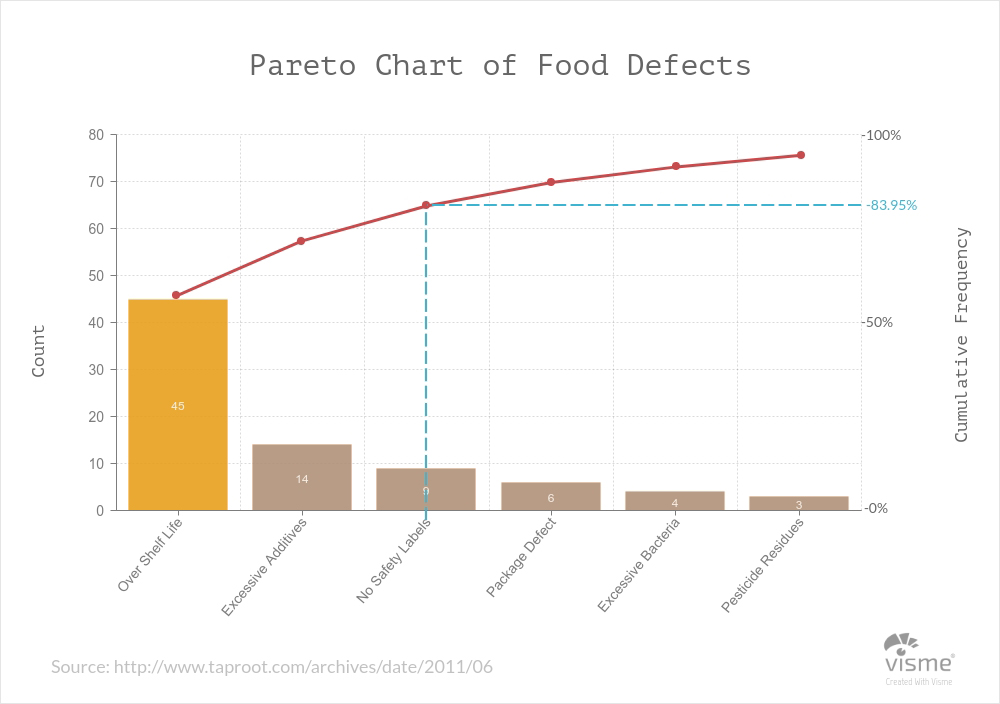 Pareto Chart of Food Defects
80
70
60
50
40
30
20
10
0
Count
-100%
-83.95%
-50%
-0%
Cumulative Frequency
45
14
9
6
4
3
Over Shelf Life
Excessive Additives
No Safety Labels
Package Defect
Excessive Bacteria
Pesticide Residues
Source: http://www.taproot.com/archives/date/2011/06
visme®
Created With Visme